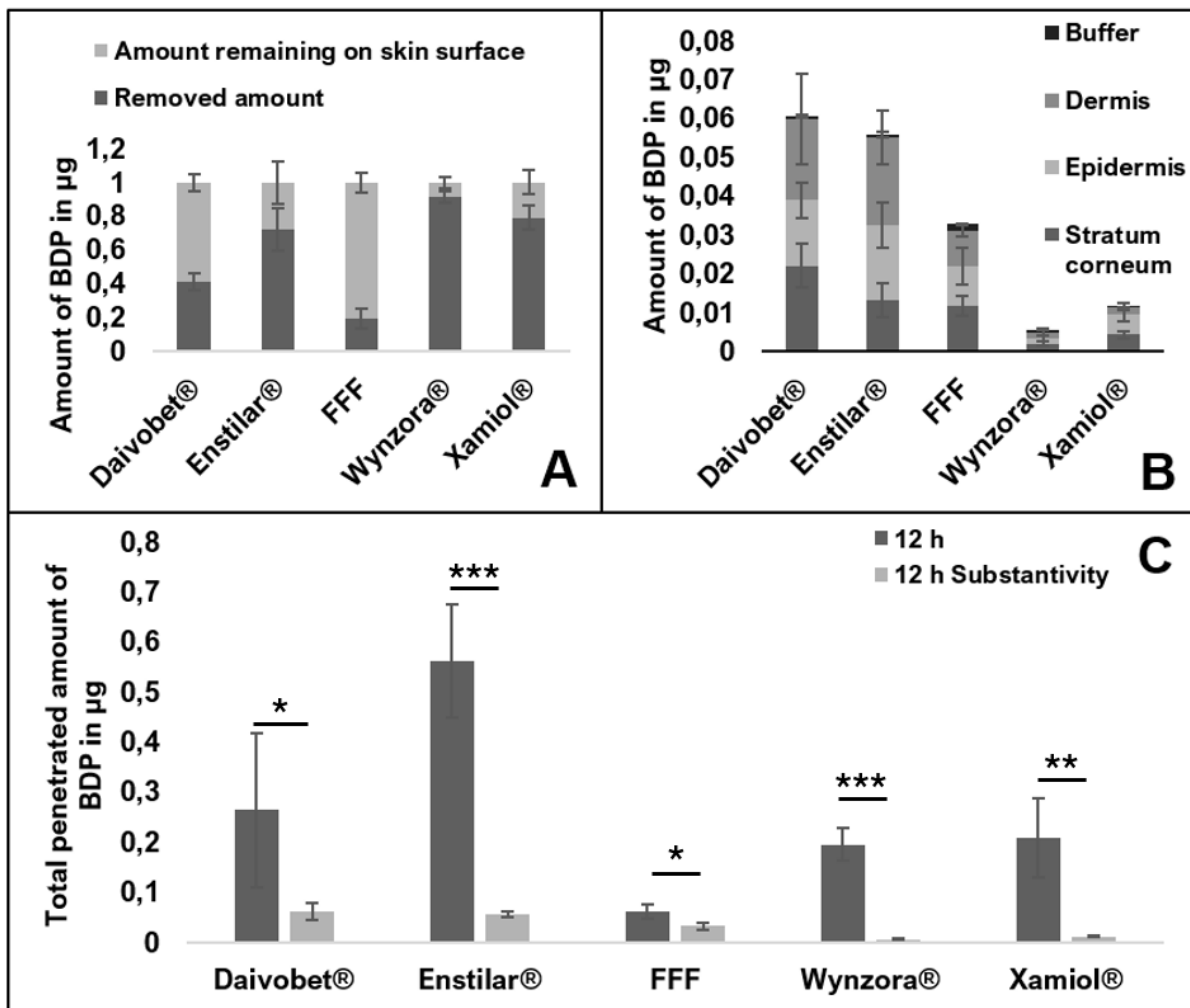 Amount remaining on skin surface
Removed amount
Amount of BDP in µg
1,2
1
0,8
0,6
0,4
0,2
0
Daivobet®
Enstilar®
FFF
Wynzora®
Xamiol®
A
Amount of BDP in µg
0,08
0,07
0,06
0,05
0,04
0,03
0,02
0,01
0
Buffer
Dermis
Epidermis
Stratum
corneum
Daivobet®
Enstilar®
FFF
Wynzora®
Xamiol®
B
Total penetrated amount of
BDP in µg
0,8
0,7
0,6
0,5
0,4
0,3
0,2
0,1
0
12 h
12 h Substantivity
C
*
***
*
***
**
Daivobet®
Enstilar®
FFF
Wynzora®
Xamiol®